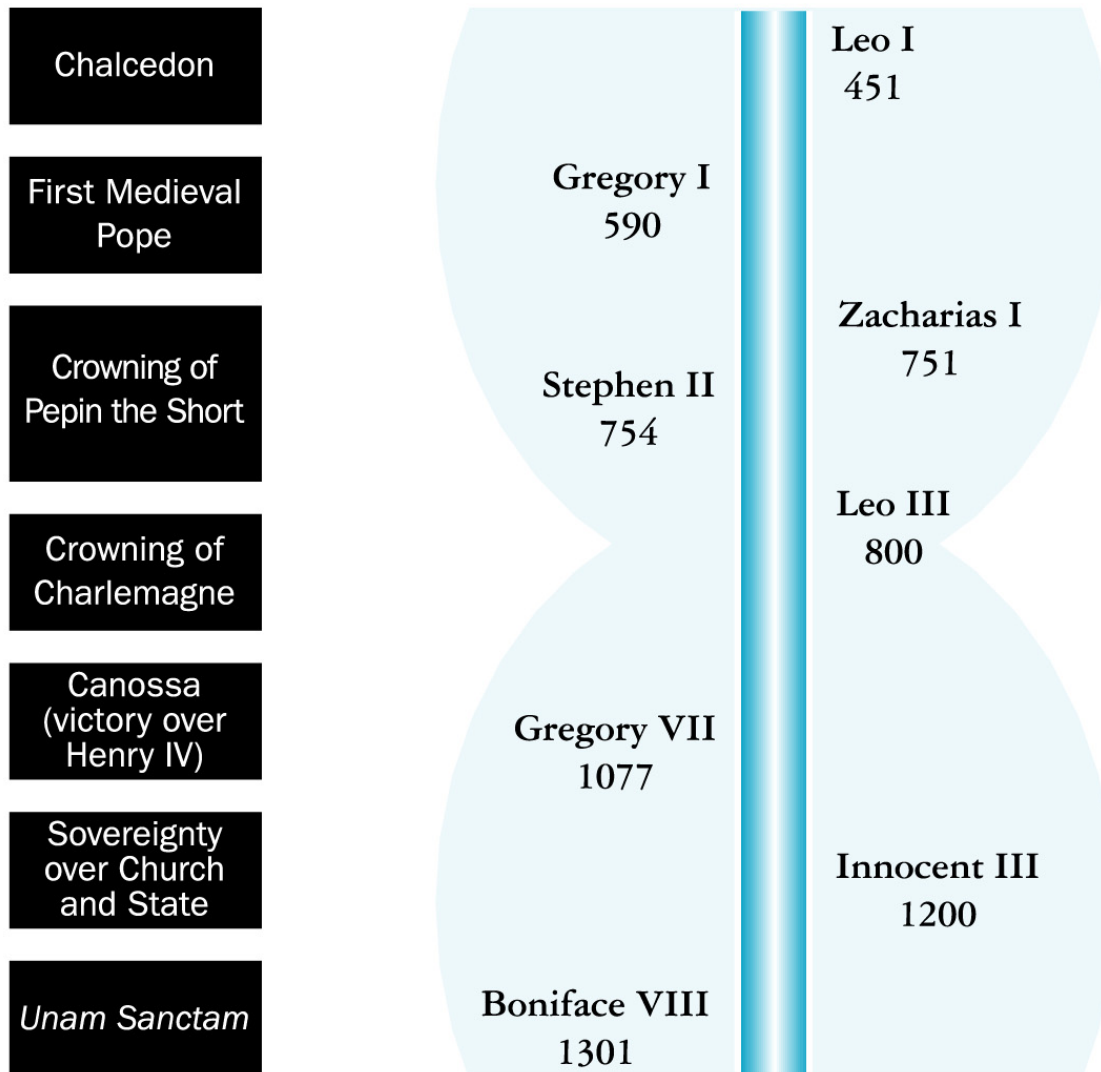 Chalcedon
Leo I
451
First Medieval
Pope
Gregory I
590
Crowning of
Pepin the Short
Zacharias I
751
Stephen II
754
Crowning of
Charlemagne
Leo III
800
Canossa
(victory over
Henry IV)
Gregory VII
1077
Sovereignty
over Church
and State
Innocent III
1200
Unam Sanctam
Boniface VIII
1301